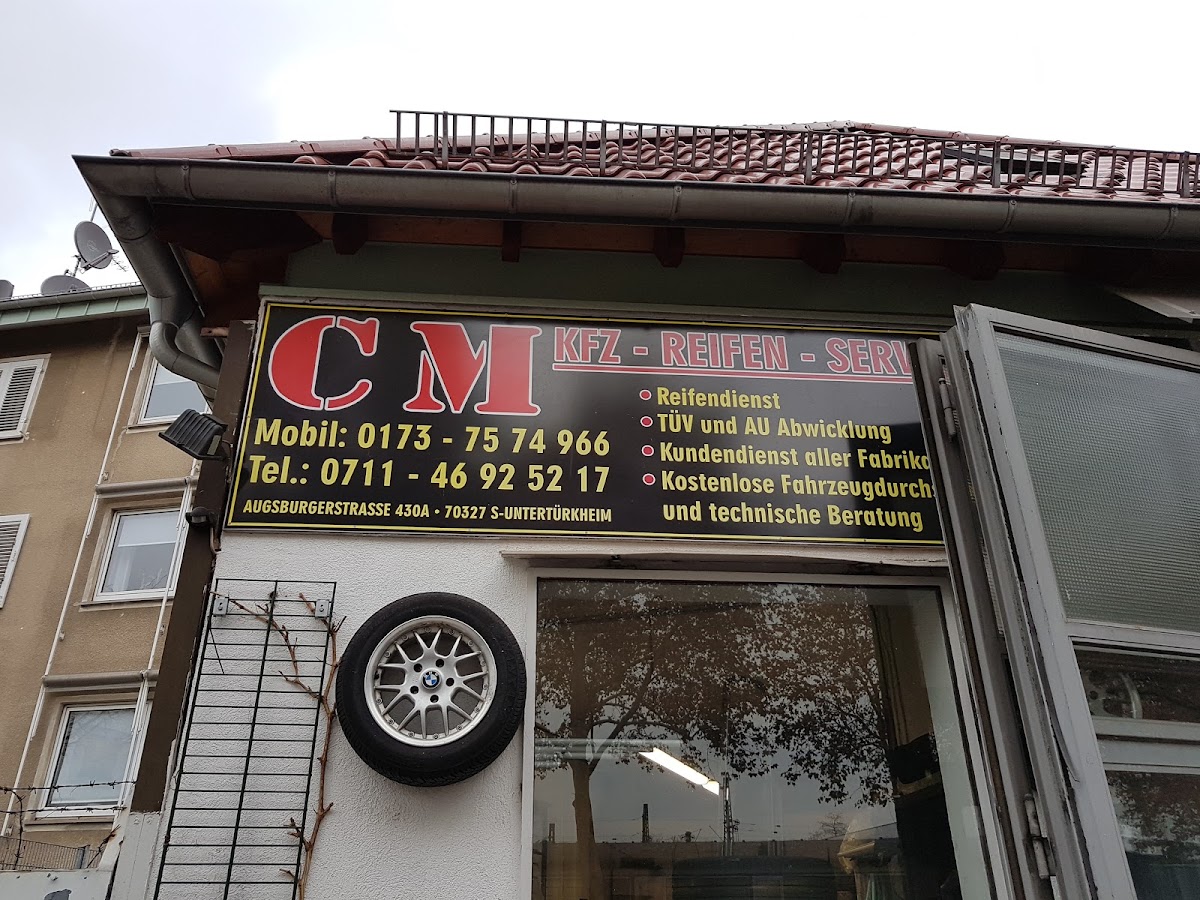 CM
KFZ - REIFEN - SERV
Mobil: 0173 - 75 74 966
Tel.: 0711 - 46 92 52 17
AUGSBURGERSTRASSE 430A • 70327 S-UNTERTÜRKHEIM
• Reifendienst
• TÜV und AU Abwicklung
• Kundendienst aller Fabrika
• Kostenlose Fahrzeugdurchs
und technische Beratung